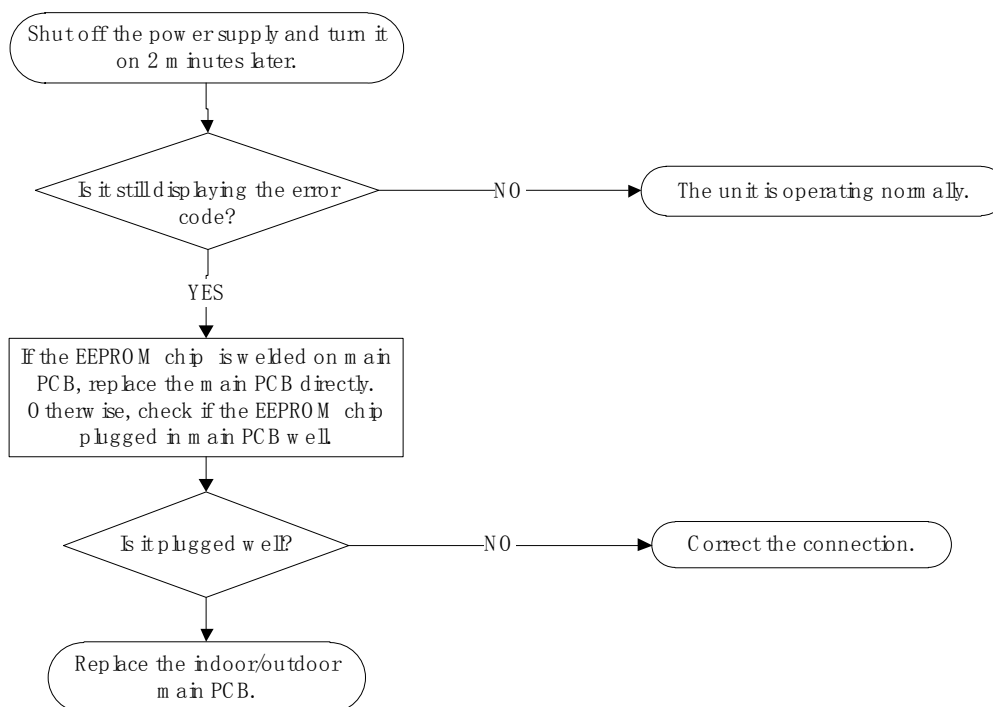 Shut off the power supply and turn it
on 2 minutes later.
Is it still displaying the error
code?
NO
The unit is operating normally.
YES
If the EEPROM chip is welded on main
PCB, replace the main PCB directly.
Otherwise, check if the EEPROM chip
plugged in main PCB well.
Is it plugged well?
NO
Correct the connection.
Replace the indoor/outdoor
main PCB.